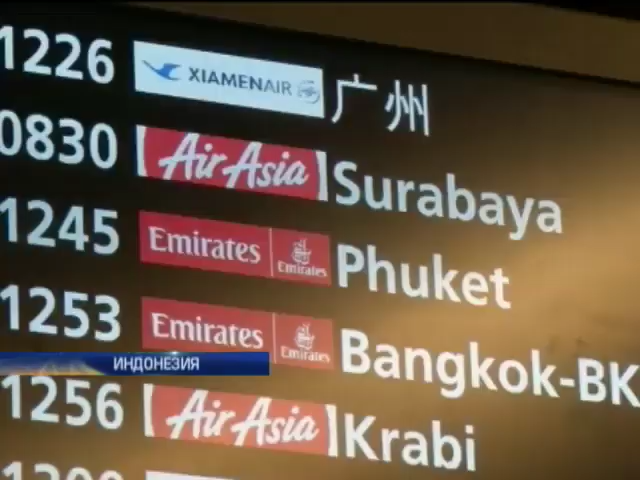 1226 XIAMENAIR 广州
0830 AirAsia Surabaya
1245 Emirates Emirates Phuket
1253 Emirates Emirates Bangkok-BK
ИНДОНЕЗИЯ
1256 AirAsia Krabi